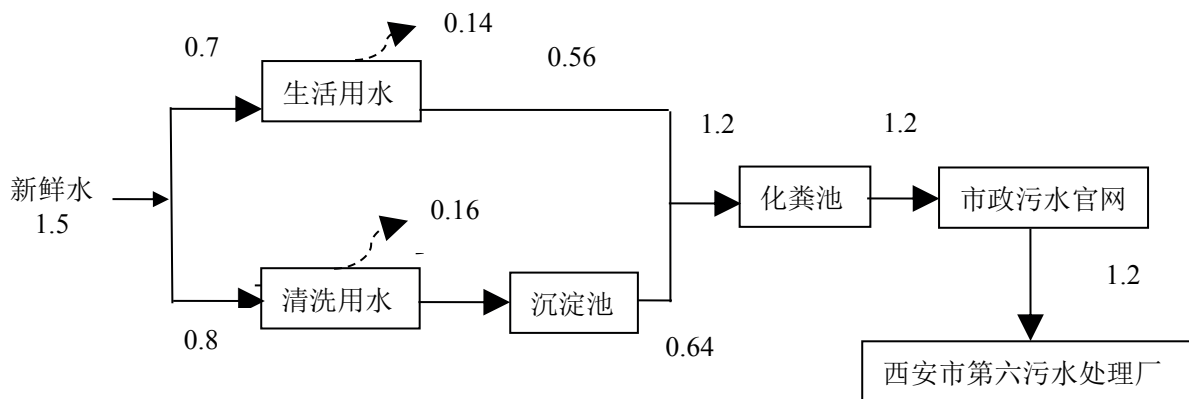 0.14
0.7
0.56
生活用水
1.2
1.2
新鲜水
1.5
化粪池
市政污水官网
0.16
清洗用水
沉淀池
1.2
0.8
0.64
西安市第六污水处理厂